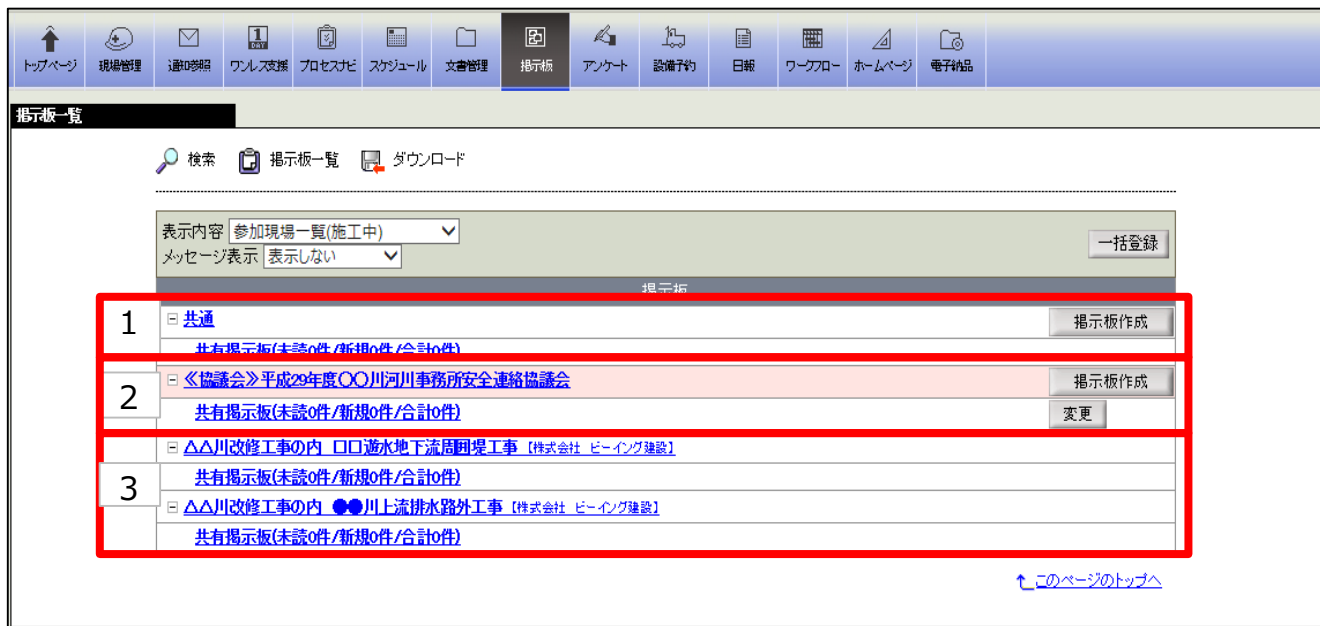 トップページ 現場管理 通知参照 ワンレス支援 プロセスナビ スケジュール 文書管理 掲示板 アンケート 設備予約 日報 ワークフロー ホームページ 電子納品
掲示板一覧
検索 掲示板一覧 ダウンロード
表示内容 参加現場一覧(施工中)
一括登録
メッセージ表示 表示しない
掲示板
1
共通 掲示板作成
共有掲示板(未読0件/新規0件/合計0件)
2
≪協議会≫平成29年度〇〇川河川事務所安全連絡協議会 掲示板作成
共有掲示板(未読0件/新規0件/合計0件) 変更
3
△△川改修工事の内 口口遊水地下流周囲堤工事 【株式会社 ビーイング建設】
共有掲示板(未読0件/新規0件/合計0件)
△△川改修工事の内 ●●川上流排水路外工事 【株式会社 ビーイング建設】
共有掲示板(未読0件/新規0件/合計0件)
このページのトップへ